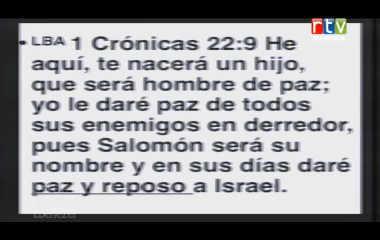 rtv
• LBA 1 Crónicas 22:9 He
aquí, te nacerá un hijo,
que será hombre de paz;
yo le daré paz de todos
sus enemigos en derredor,
pues Salomón será su
nombre y en sus días daré
paz y reposo a Israel.
Ebenezer